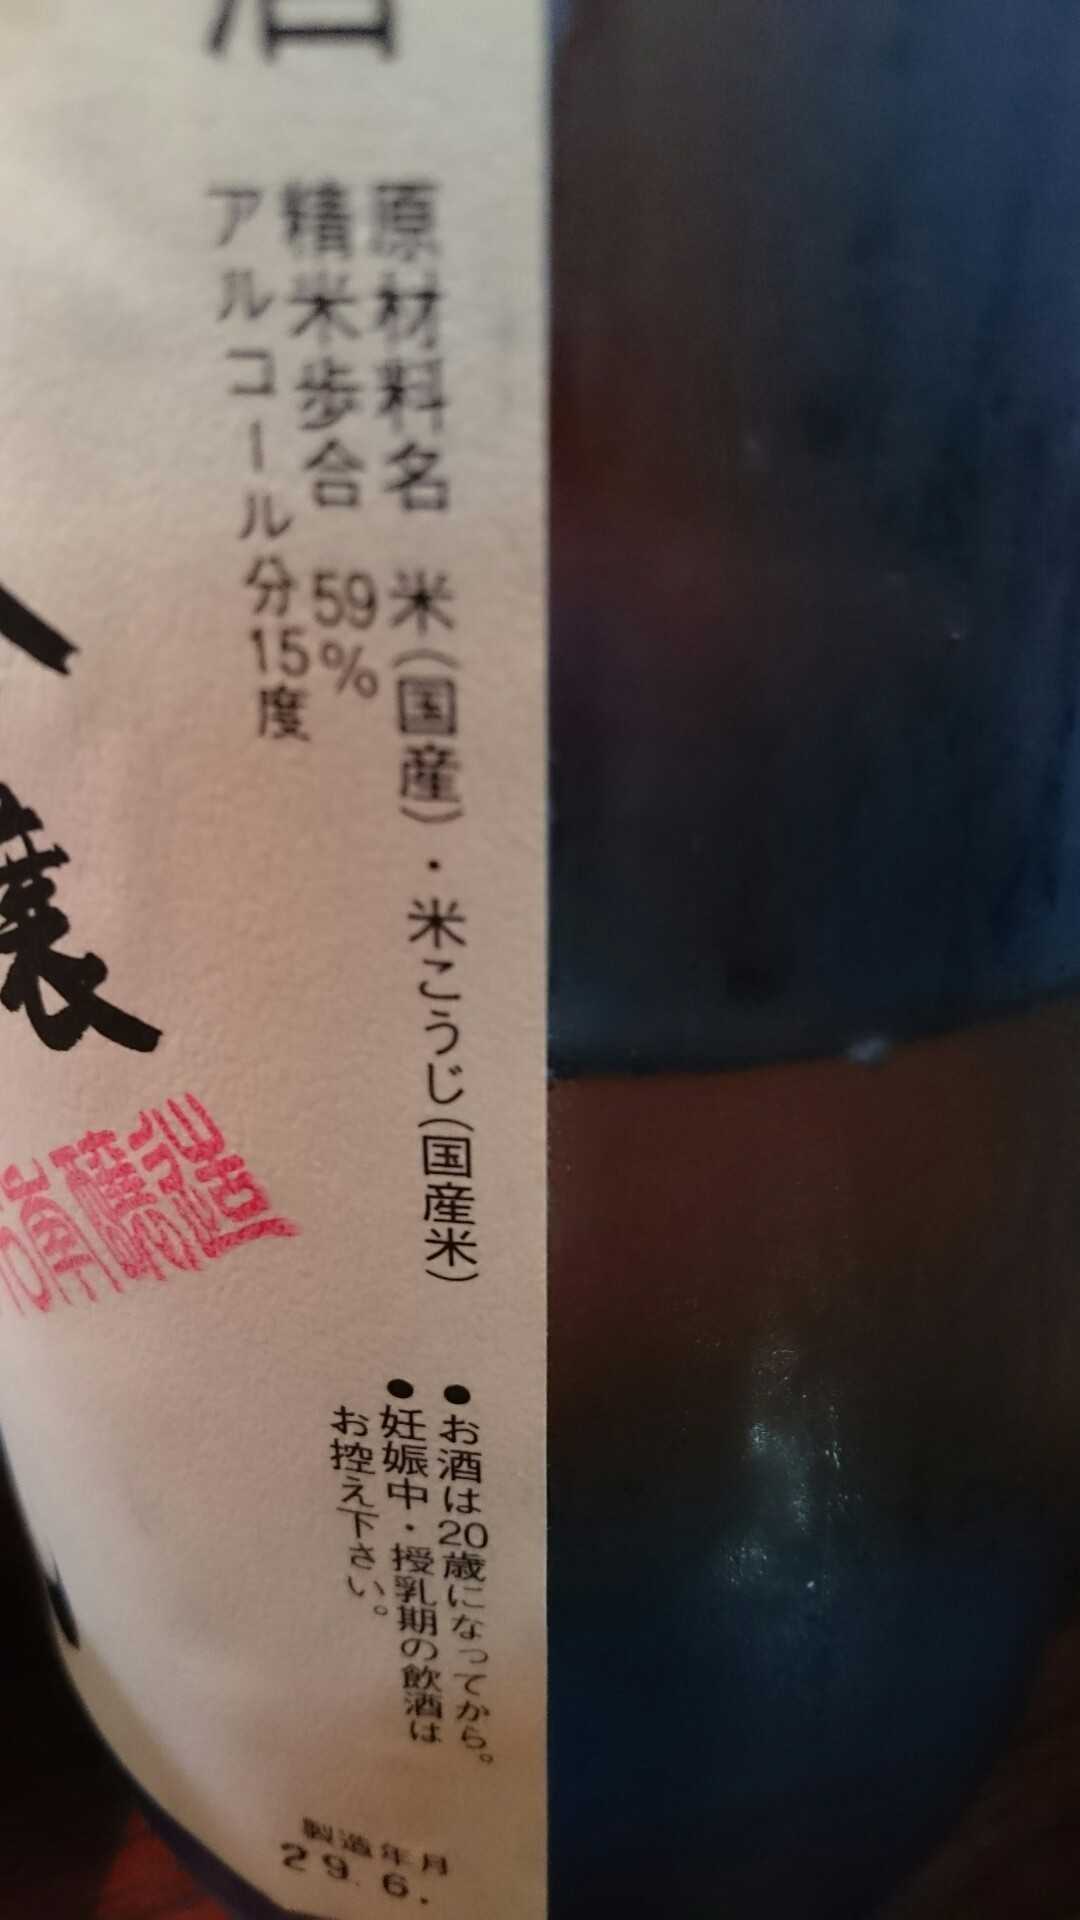 酒
原材料名 米(国産)・米こうじ(国産米)
精米歩合 59%
アルコール分15度
●お酒は20歳になってから。
●妊娠中・授乳期の飲酒は
お控え下さい。
製造年月
29.6.